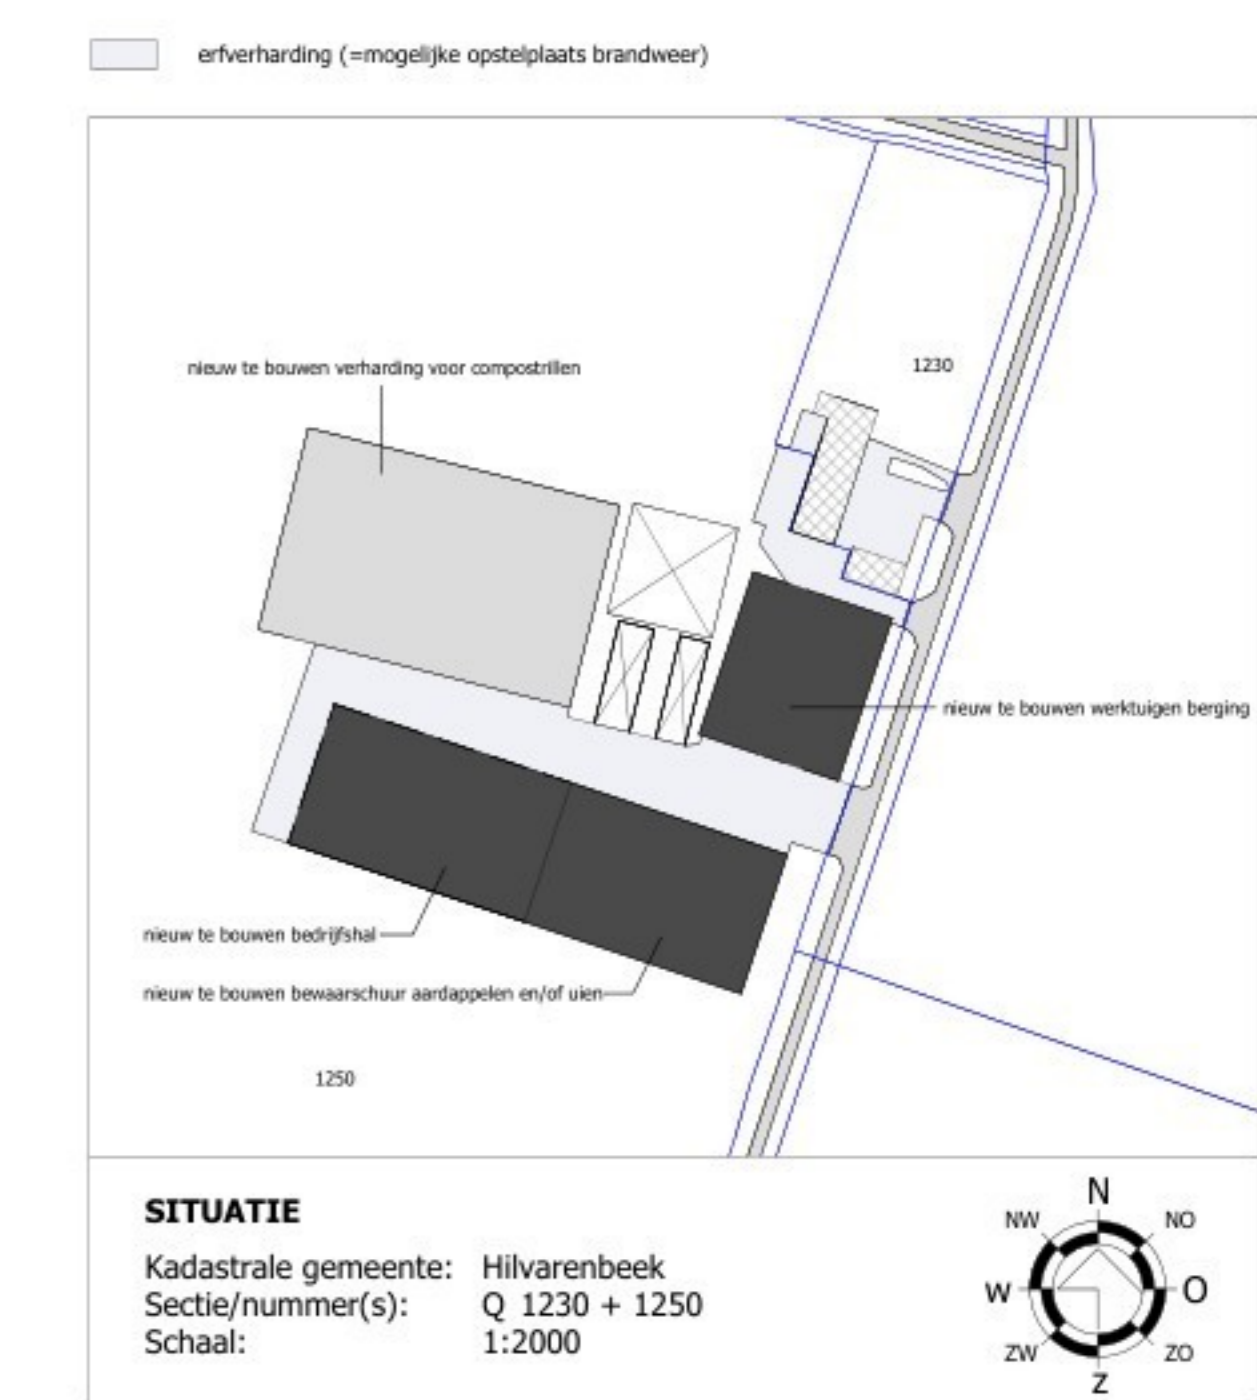 erfverharding (=mogelijke opstelplaats brandweer)
1230
nieuw te bouwen verharding voor compostrillen
nieuw te bouwen werktuigen berging
nieuw te bouwen bedrijfshal
nieuw te bouwen bewaarschuur aardappelen en/of uien
1250
SITUATIE
Kadastrale gemeente: Hilvarenbeek
Sectie/nummer(s): Q 1230 + 1250
Schaal: 1:2000
N
NW NO
W O
ZW ZO
Z